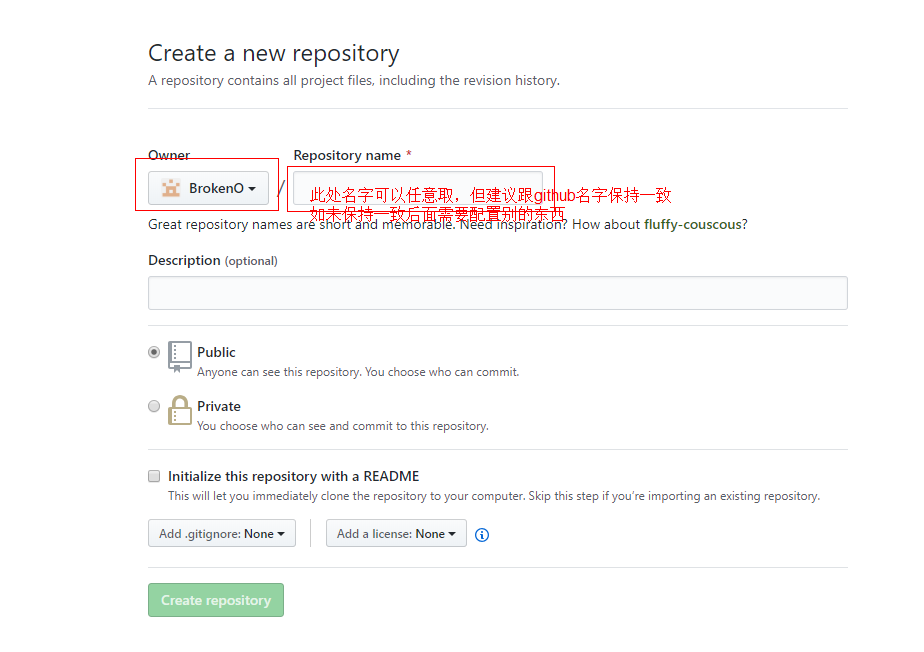 Create a new repository
A repository contains all project files, including the revision history.
Owner
Repository name *
BrokenO
/
此处名字可以任意取，但建议跟github名字保持一致
如未保持一致后面需要配置别的东西
Great repository names are short and memorable. Need inspiration? How about fluffy-couscous?
Description (optional)
Public
Anyone can see this repository. You choose who can commit.
Private
You choose who can see and commit to this repository.
Initialize this repository with a README
This will let you immediately clone the repository to your computer. Skip this step if you’re importing an existing repository.
Add .gitignore: None
Add a license: None
Create repository